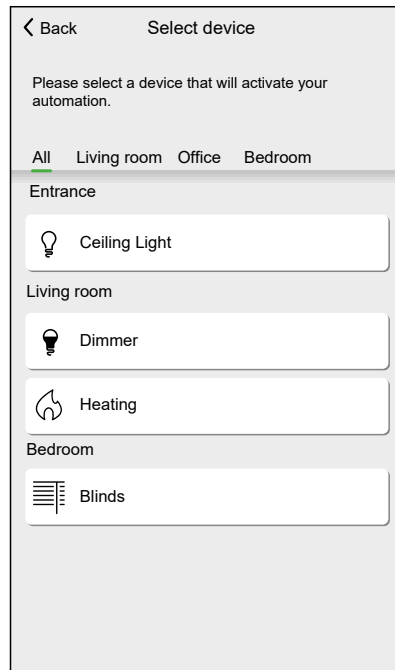 Back Select device
Please select a device that will activate your
automation.
All Living room Office Bedroom
Entrance
Ceiling Light
Living room
Dimmer
Heating
Bedroom
Blinds